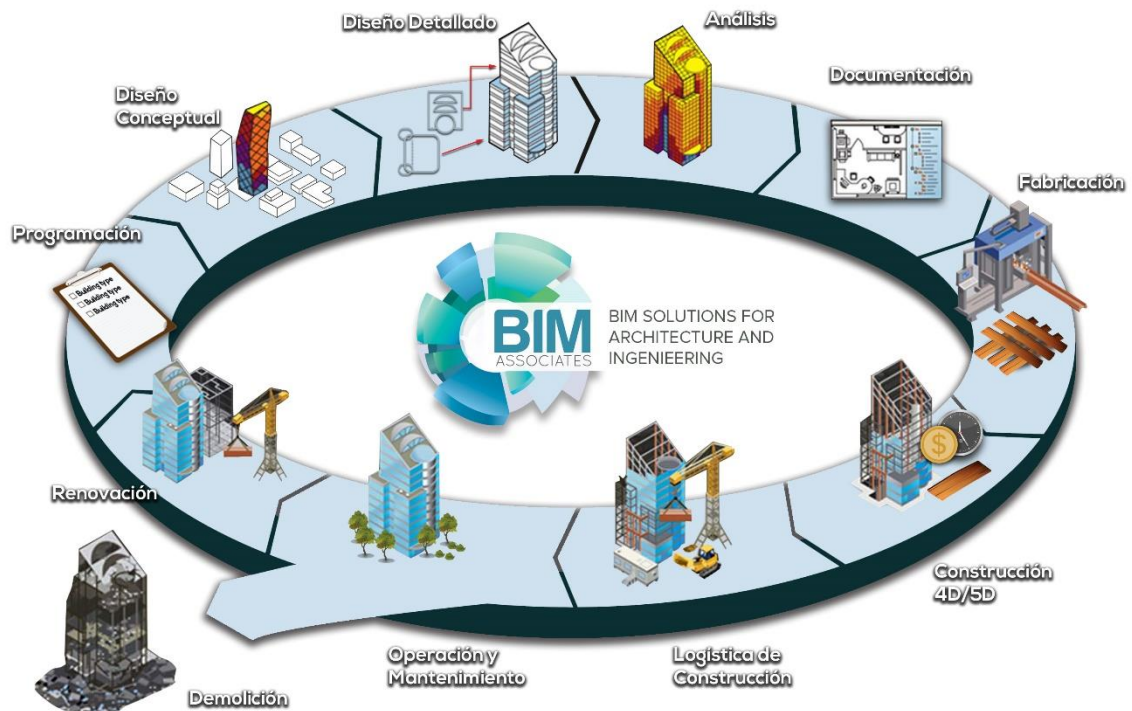 Diseño Detallado
Análisis
Documentación
Diseño
Conceptual
Fabricación
Programación
Building type
Building type
Building type
BIM
ASSOCIATES
BIM SOLUTIONS FOR
ARCHITECTURE AND
INGENIEERING
$
Renovación
Construcción
4D/5D
Operación y
Mantenimiento
Logística de
Construcción
Demolición